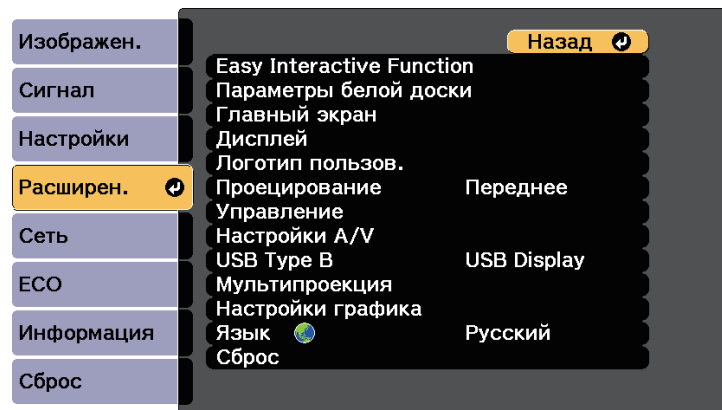 Изображен.
Сигнал
Настройки
Расширен.
Сеть
ECO
Информация
Сброс
Назад
Easy Interactive Function
Параметры белой доски
Главный экран
Дисплей
Логотип пользов.
Проецирование Переднее
Управление
Настройки A/V
USB Type B USB Display
Мультипроекция
Настройки графика
Язык Русский
Сброс